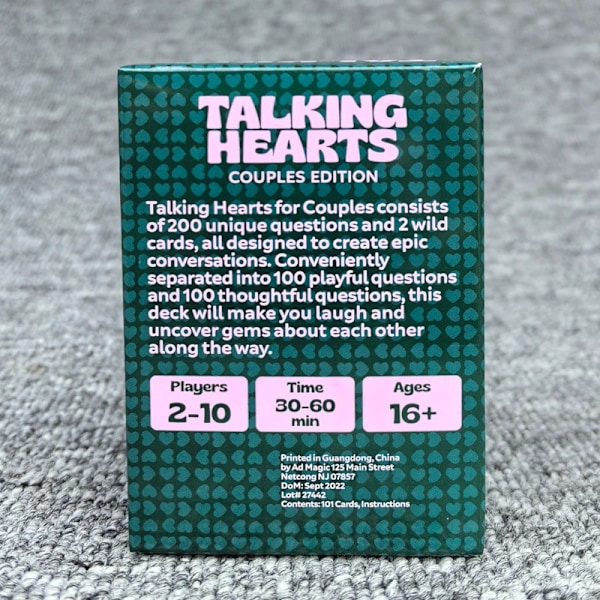 TALKING
HEARTS
COUPLES EDITION
Talking Hearts for Couples consists
of 200 unique questions and 2 wild
cards, all designed to create epic
conversations. Conveniently
separated into 100 playful questions
and 100 thoughtful questions, this
deck will make you laugh and
uncover gems about each other
along the way.
Players
2-10
Time
30-60
min
Ages
16+
Printed in Guangdong, China
by Ad Magic 125 Main Street
Netcong NJ 07857
DoM: Sept 2022
Lot# 27442
Contents: 101 Cards, Instructions